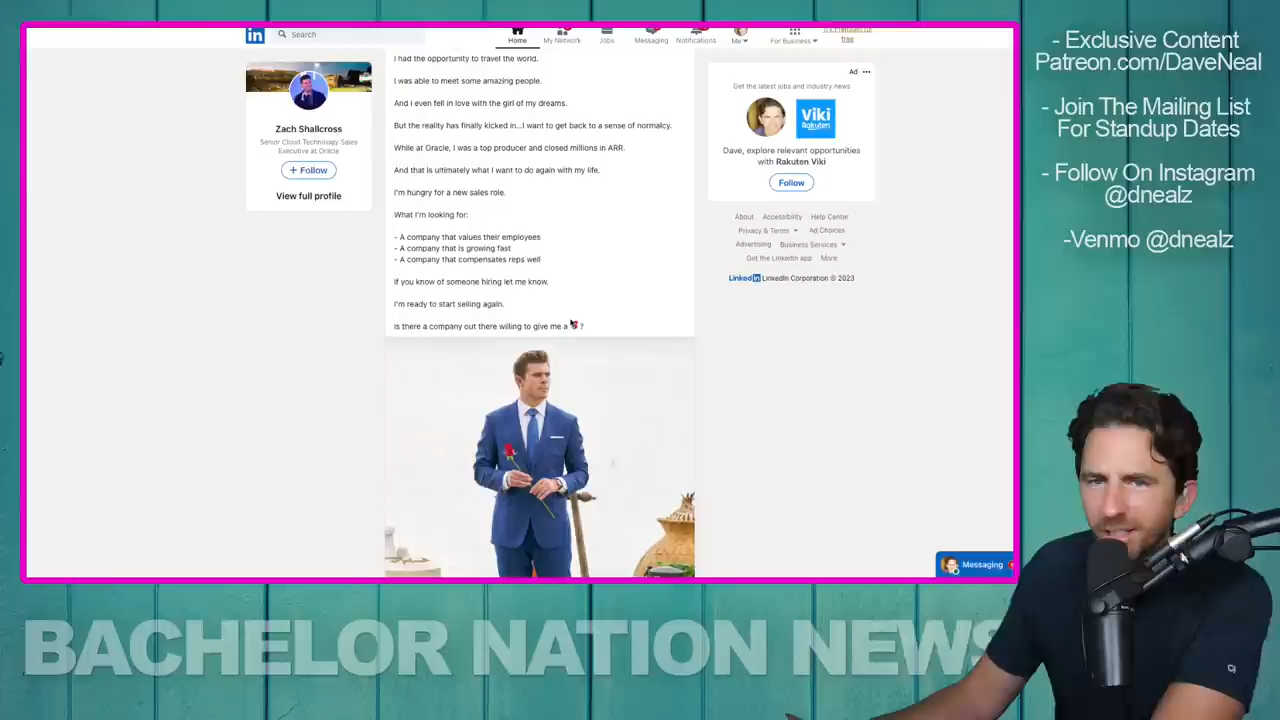 in
Search
Home
My Network
Jobs
Messaging
Notifications
Me
For Business
free
I had the opportunity to travel the world.
I was able to meet some amazing people.
And i even fell in love with the girl of my dreams.
But the reality has finally kicked in...I want to get back to a sense of normalcy.
While at Oracle, I was a top producer and closed millions in ARR.
And that is ultimately what I want to do again with my life.
I'm hungry for a new sales role.
What I'm looking for:
- A company that values their employees
- A company that is growing fast
- A company that compensates reps well
If you know of someone hiring let me know.
I'm ready to start selling again.
Is there a company out there willing to give me a 🌹?
Zach Shallcross
Senior Cloud Technology Sales
Executive at Oracle
+ Follow
View full profile
Ad
Get the latest jobs and industry news
Viki
Rakuten
Dave, explore relevant opportunities
with Rakuten Viki
Follow
About Accessibility Help Center
Privacy & Terms Ad Choices
Advertising Business Services
Get the LinkedIn app More
LinkedIn LinkedIn Corporation © 2023
Messaging
- Exclusive Content
Patreon.com/DaveNeal
- Join The Mailing List
For Standup Dates
- Follow On Instagram
@dnealz
-Venmo @dnealz
BACHELOR NATION NEWS